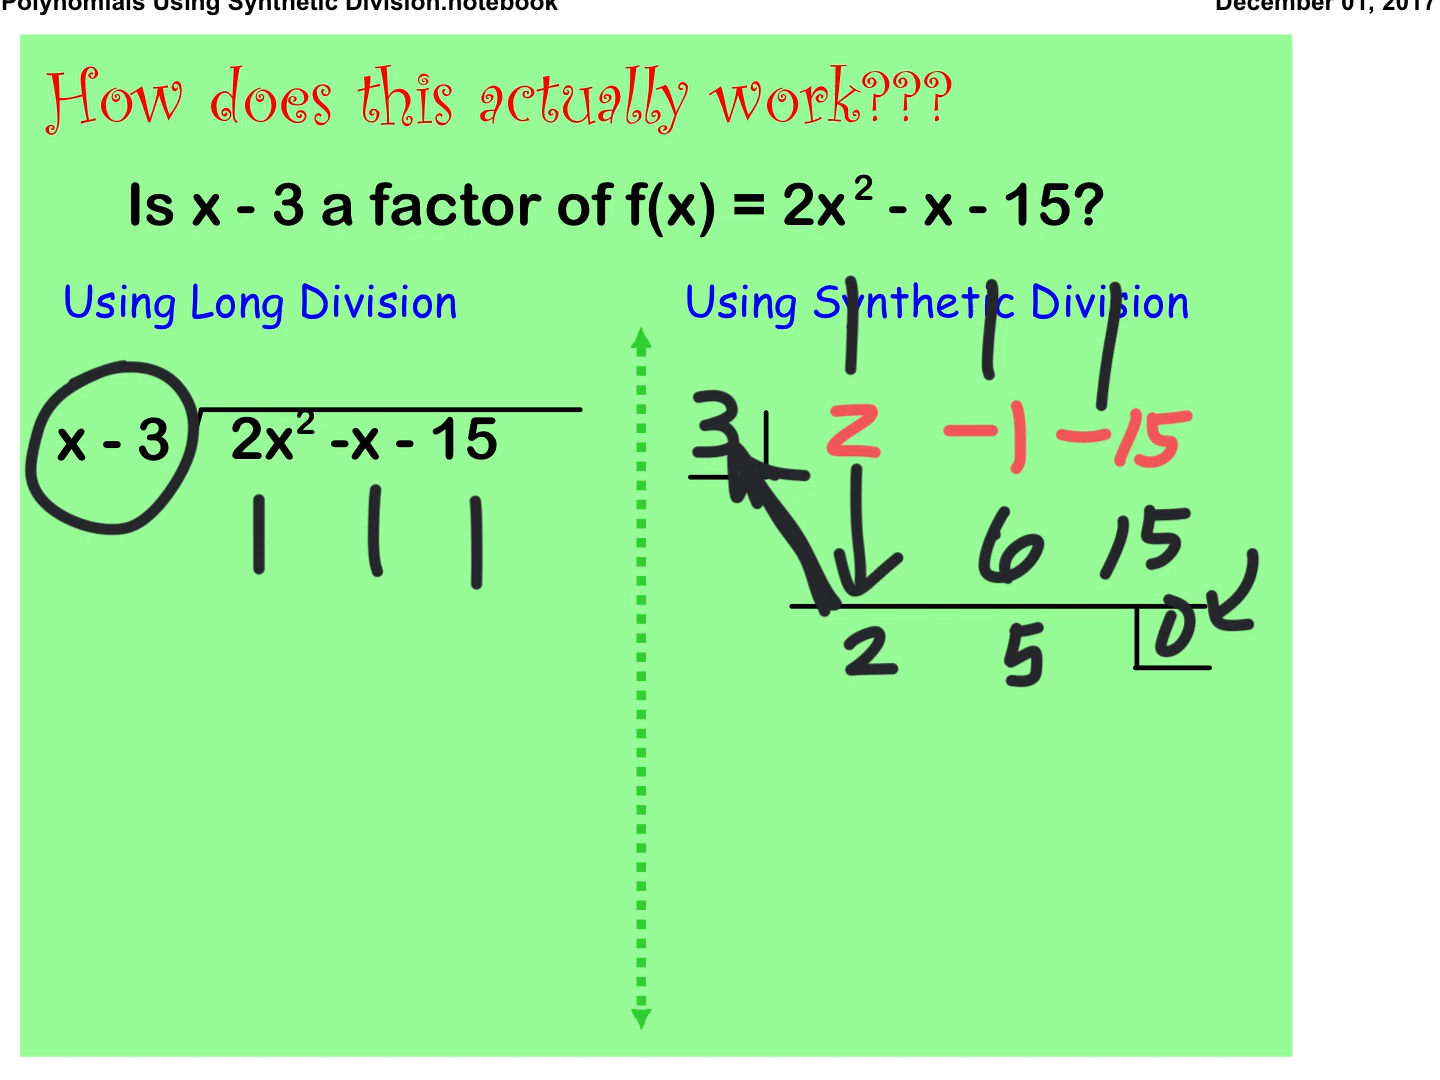 Polynomials Using Synthetic Division.notebook
December 01, 2017
How does this actually work???
Is x - 3 a factor of f(x) = 2x² - x - 15?
Using Long Division
x - 3 2x² -x - 15
Using Synthetic Division
3 2 -1 -15
6 15
2 5 0